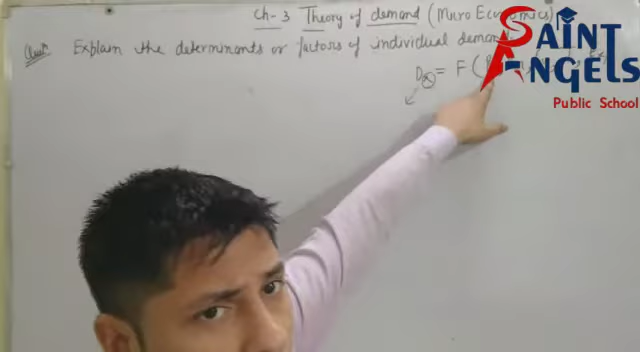 Ch-3 Theory of demand (Micro Economics)
Ques: Explain the determinants or factors of individual demand.
Dx = F (
SAINT
ANGELS
Public School